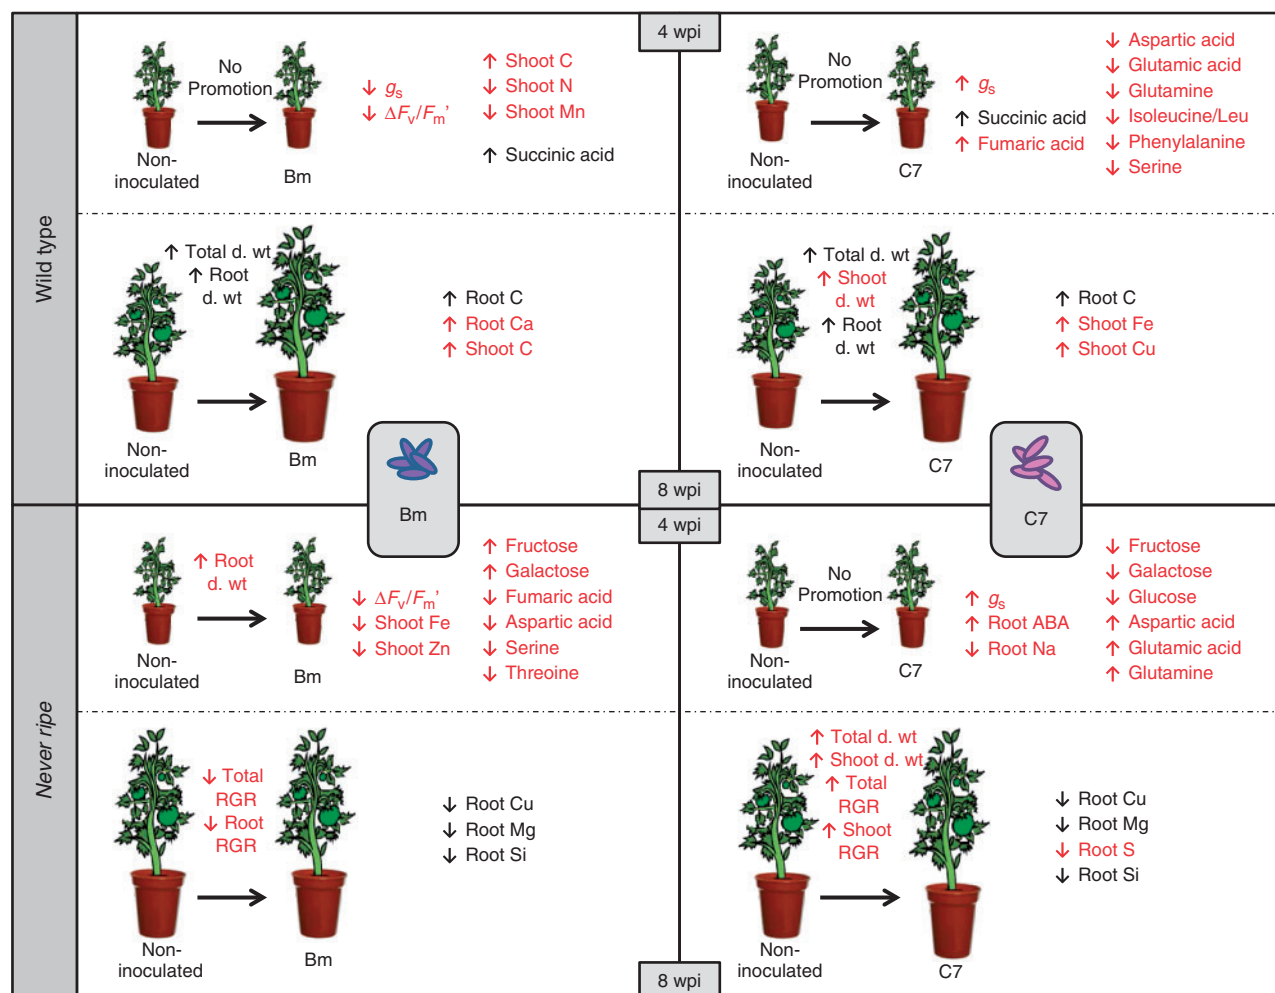 Wild type
4 wpi
No
Promotion
Non-
inoculated
Bm
↓ gs
↓ ΔFv/Fm'
↑ Shoot C
↓ Shoot N
↓ Shoot Mn
↑ Succinic acid
No
Promotion
Non-
inoculated
C7
↑ gs
↑ Succinic acid
↑ Fumaric acid
↓ Aspartic acid
↓ Glutamic acid
↓ Glutamine
↓ Isoleucine/Leu
↓ Phenylalanine
↓ Serine
↑ Total d. wt
↑ Root
d. wt
Non-
inoculated
Bm
↑ Root C
↑ Root Ca
↑ Shoot C
↑ Total d. wt
↑ Shoot
d. wt
↑ Root
d. wt
Non-
inoculated
C7
↑ Root C
↑ Shoot Fe
↑ Shoot Cu
8 wpi
Bm
C7
Never ripe
4 wpi
↑ Root
d. wt
Non-
inoculated
Bm
↓ ΔFv/Fm'
↓ Shoot Fe
↓ Shoot Zn
↑ Fructose
↑ Galactose
↓ Fumaric acid
↓ Aspartic acid
↓ Serine
↓ Threoine
No
Promotion
Non-
inoculated
C7
↑ gs
↑ Root ABA
↓ Root Na
↓ Fructose
↓ Galactose
↓ Glucose
↑ Aspartic acid
↑ Glutamic acid
↑ Glutamine
↓ Total
RGR
↓ Root
RGR
Non-
inoculated
Bm
↓ Root Cu
↓ Root Mg
↓ Root Si
↑ Total d. wt
↑ Shoot d. wt
↑ Total
RGR
↑ Shoot
RGR
Non-
inoculated
C7
↓ Root Cu
↓ Root Mg
↓ Root S
↓ Root Si
8 wpi